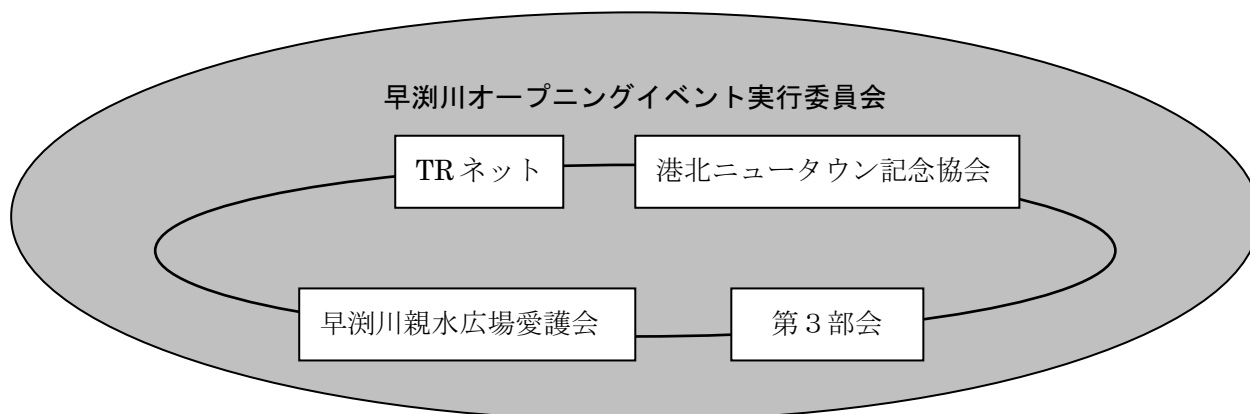 早渕川オープニングイベント実行委員会
TRネット
港北ニュータウン記念協会
早渕川親水広場愛護会
第3部会